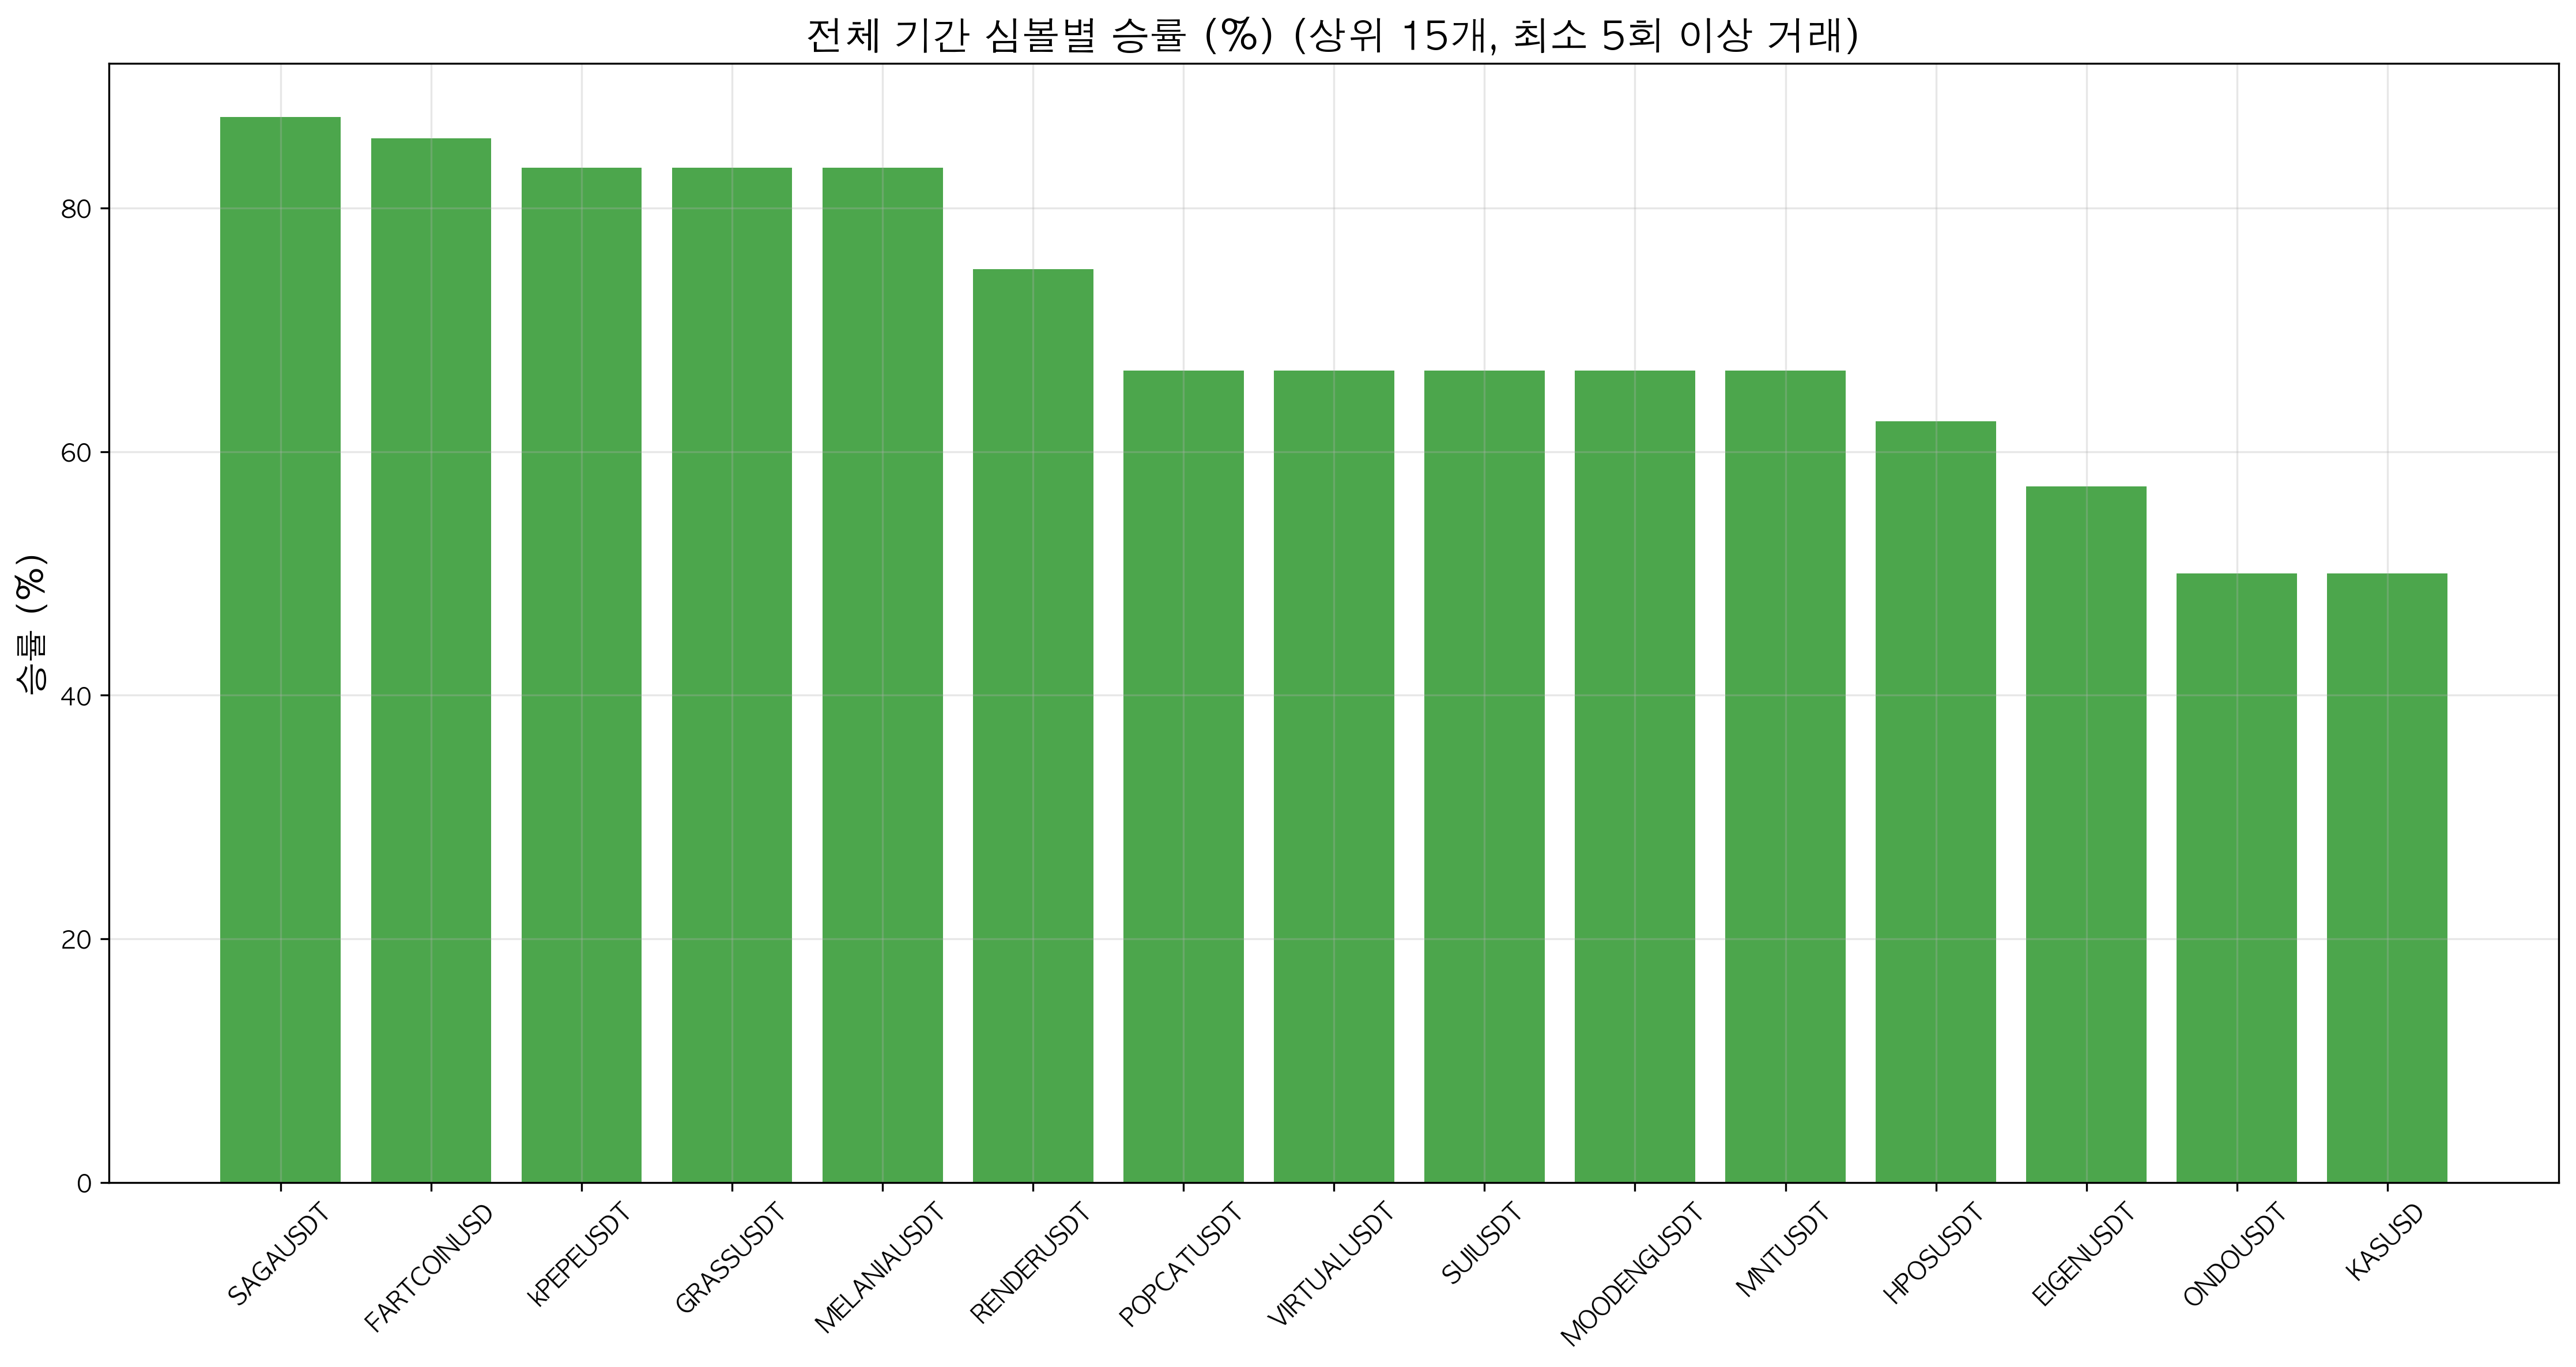 전체 기간 심볼별 승률 (%) (상위 15개, 최소 5회 이상 거래)
승률 (%)
80
60
40
20
0
SAGAUSDT
FARTCOINUSD
kPEPEUSDT
GRASSUSDT
MELANIAUSDT
RENDERUSDT
POPCATUSDT
VIRTUALUSDT
SUIUSDT
MOODENGUSDT
MNTUSDT
HPOSUSDT
EIGENUSDT
ONDOUSDT
KASUSD